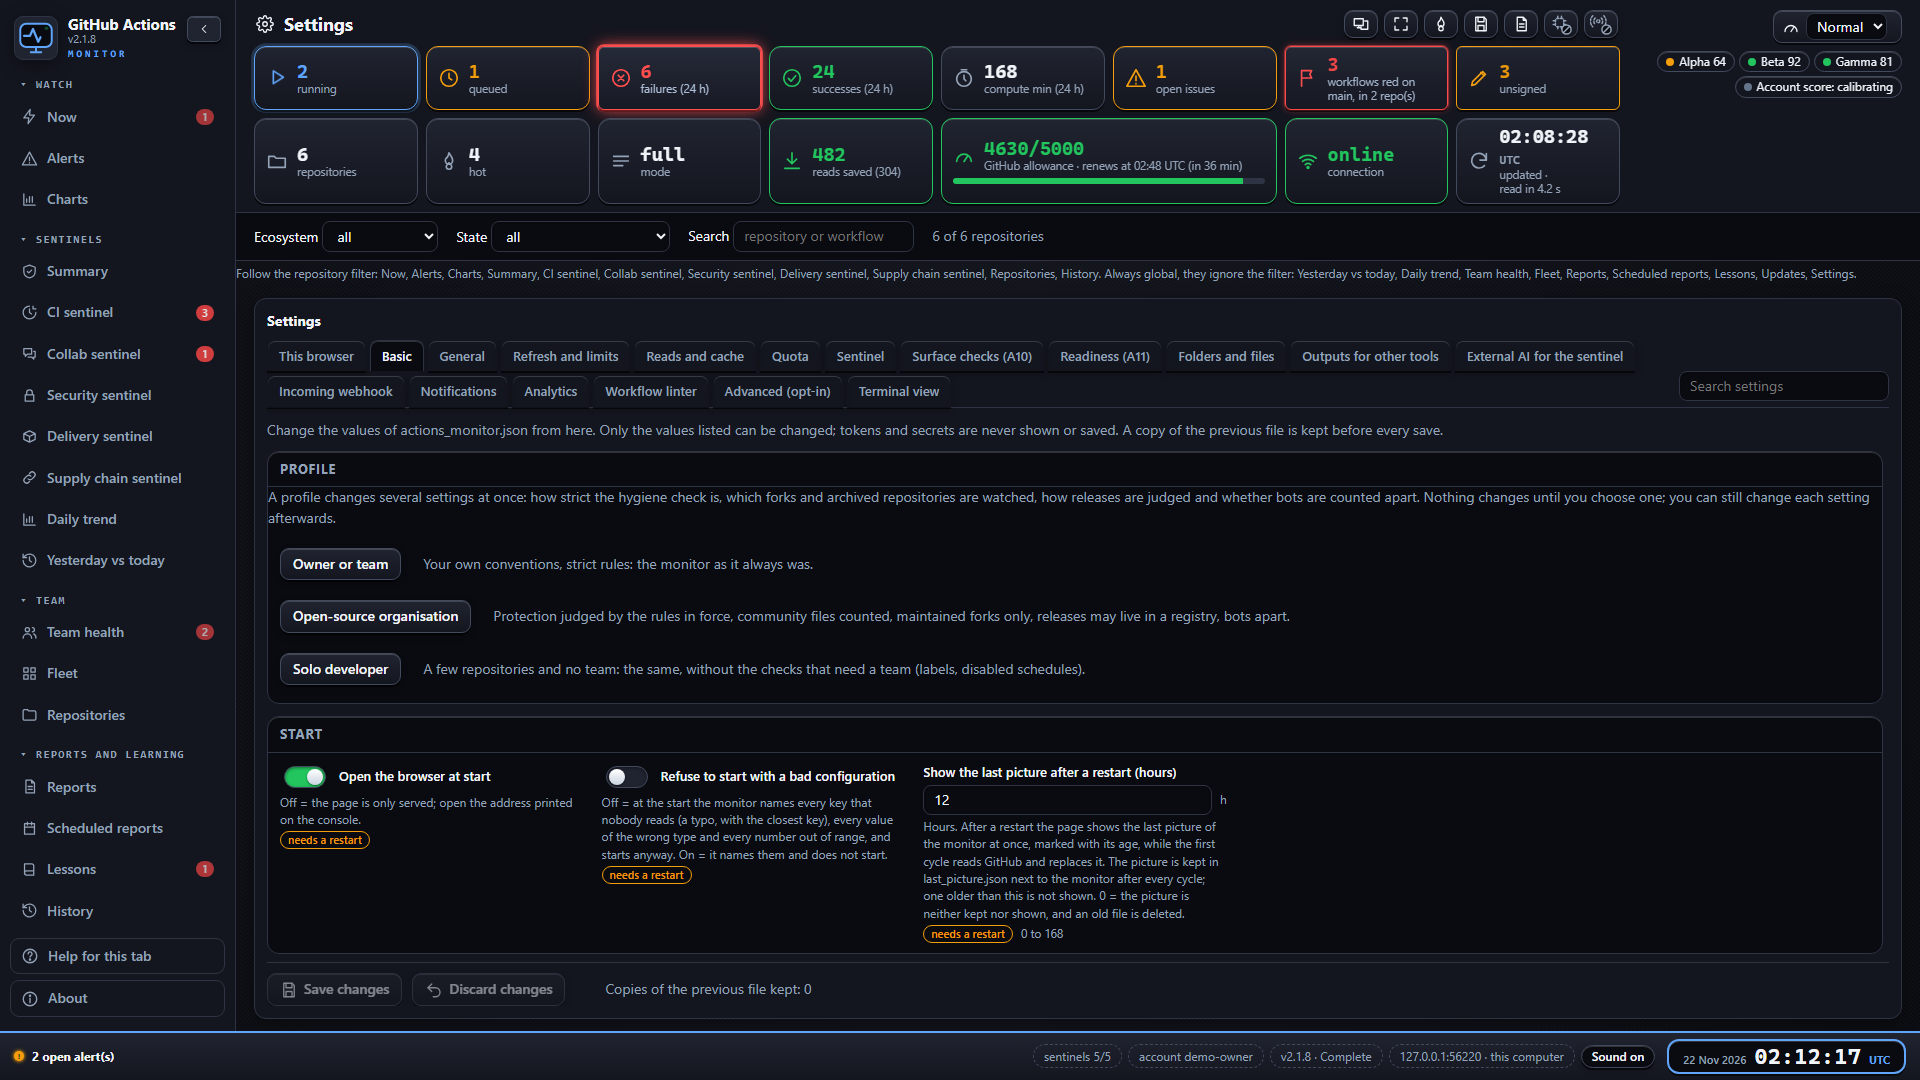 GitHub Actions
v2.1.8
MONITOR
WATCH
Now 1
Alerts
Charts
SENTINELS
Summary
CI sentinel 3
Collab sentinel 1
Security sentinel
Delivery sentinel
Supply chain sentinel
Daily trend
Yesterday vs today
TEAM
Team health 2
Fleet
Repositories
REPORTS AND LEARNING
Reports
Scheduled reports
Lessons 1
History
Help for this tab
About
Settings
Normal
Alpha 64
Beta 92
Gamma 81
Account score: calibrating
2
running
1
queued
6
failures (24 h)
24
successes (24 h)
168
compute min (24 h)
1
open issues
3
workflows red on
main, in 2 repo(s)
3
unsigned
6
repositories
4
hot
full
mode
482
reads saved (304)
4630/5000
GitHub allowance · renews at 02:48 UTC (in 36 min)
online
connection
02:08:28
UTC
updated ·
read in 4.2 s
Ecosystem all State all Search repository or workflow 6 of 6 repositories
Follow the repository filter: Now, Alerts, Charts, Summary, CI sentinel, Collab sentinel, Security sentinel, Delivery sentinel, Supply chain sentinel, Repositories, History. Always global, they ignore the filter: Yesterday vs today, Daily trend, Team health, Fleet, Reports, Scheduled reports, Lessons, Updates, Settings.
Settings
This browser Basic General Refresh and limits Reads and cache Quota Sentinel Surface checks (A10) Readiness (A11) Folders and files Outputs for other tools External AI for the sentinel
Incoming webhook Notifications Analytics Workflow linter Advanced (opt-in) Terminal view Search settings
Change the values of actions_monitor.json from here. Only the values listed can be changed; tokens and secrets are never shown or saved. A copy of the previous file is kept before every save.
PROFILE
A profile changes several settings at once: how strict the hygiene check is, which forks and archived repositories are watched, how releases are judged and whether bots are counted apart. Nothing changes until you choose one; you can still change each setting
afterwards.
Owner or team Your own conventions, strict rules: the monitor as it always was.
Open-source organisation Protection judged by the rules in force, community files counted, maintained forks only, releases may live in a registry, bots apart.
Solo developer A few repositories and no team: the same, without the checks that need a team (labels, disabled schedules).
START
Open the browser at start
Off = the page is only served; open the address printed
on the console.
needs a restart
Refuse to start with a bad configuration
Off = at the start the monitor names every key that
nobody reads (a typo, with the closest key), every value
of the wrong type and every number out of range, and
starts anyway. On = it names them and does not start.
needs a restart
Show the last picture after a restart (hours)
12 h
Hours. After a restart the page shows the last picture of
the monitor at once, marked with its age, while the first
cycle reads GitHub and replaces it. The picture is kept in
last_picture.json next to the monitor after every cycle;
one older than this is not shown. 0 = the picture is
neither kept nor shown, and an old file is deleted.
needs a restart 0 to 168
Save changes Discard changes Copies of the previous file kept: 0
2 open alert(s)
sentinels 5/5
account demo-owner
v2.1.8 · Complete
127.0.0.1:56220 · this computer
Sound on
22 Nov 2026 02:12:17 UTC